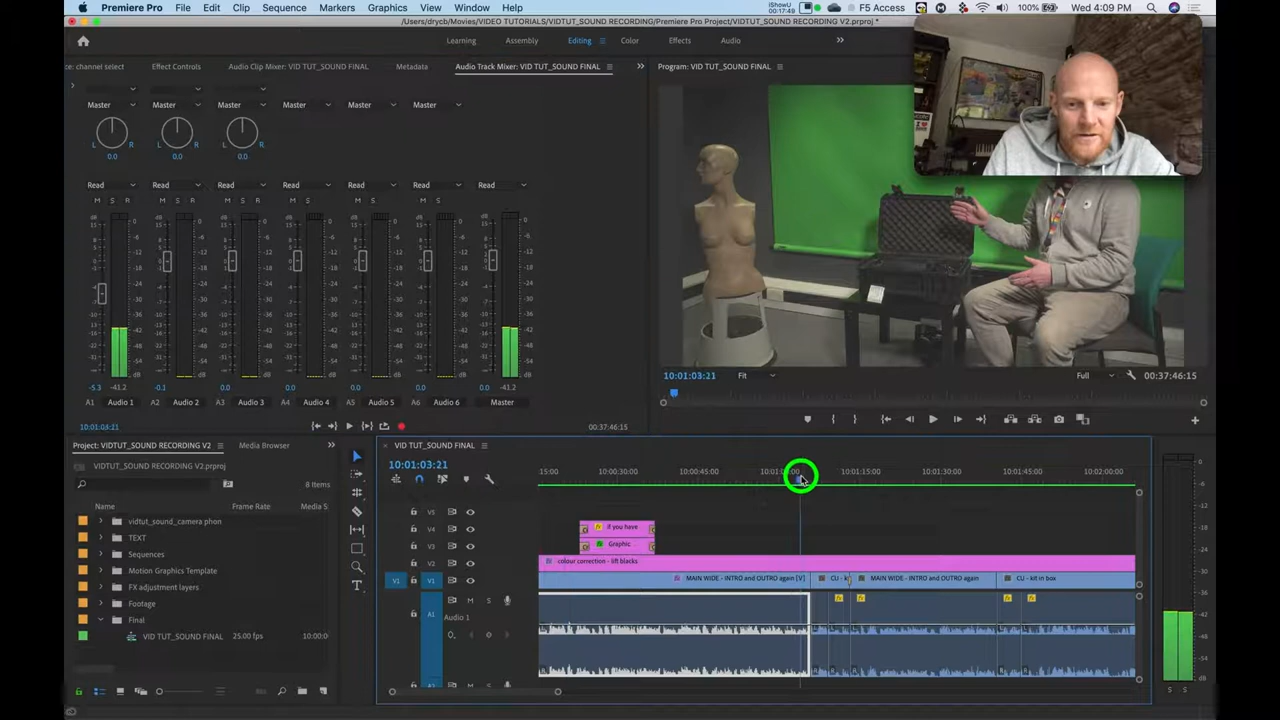 Premiere Pro File Edit Clip Sequence Markers Graphics View Window Help iShowU 00:17:49 F5 Access 100% Wed 4:09 PM
/Users/drycb/Movies/VIDEO TUTORIALS/VIDTUT_SOUND RECORDING/Premiere Pro Project/VIDTUT_SOUND RECORDING V2.prproj *
Learning Assembly Editing Color Effects Audio
ce: channel select Effect Controls Audio Clip Mixer: VID TUT_SOUND FINAL Metadata Audio Track Mixer: VID TUT_SOUND FINAL
Program: VID TUT_SOUND FINAL
Master Master Master Master Master Master
L R L R L R
0.0 0.0 0.0
Read Read Read Read Read Read Read
M S R M S R M S R M S M S M S
-5.3 -41.2 -0.1 0.0 0.0 0.0 0.0 0.0 -41.2
A1 Audio 1 A2 Audio 2 A3 Audio 3 A4 Audio 4 A5 Audio 5 A6 Audio 6 Master
10:01:03:21 00:37:46:15
10:01:03:21 Fit Full 00:37:46:15
Project: VIDTUT_SOUND RECORDING V2 Media Browser
VIDTUT_SOUND RECORDING V2.prproj
8 Items
Name Frame Rate Media S
vidtut_sound_camera phon
TEXT
Sequences
Motion Graphics Template
FX adjustment layers
Footage
Final
VID TUT_SOUND FINAL 25.00 fps 10:00:0
VID TUT_SOUND FINAL
10:01:03:21
15:00 10:00:30:00 10:00:45:00 10:01:15:00 10:01:30:00 10:01:45:00 10:02:00:00
V5
V4 if you have
V3 Graphic
V2 colour correction - lift blacks
V1 V1 MAIN WIDE - INTRO and OUTRO again [V] CU - ki MAIN WIDE - INTRO and OUTRO again CU - kit in box
A1 M S
Audio 1
S S